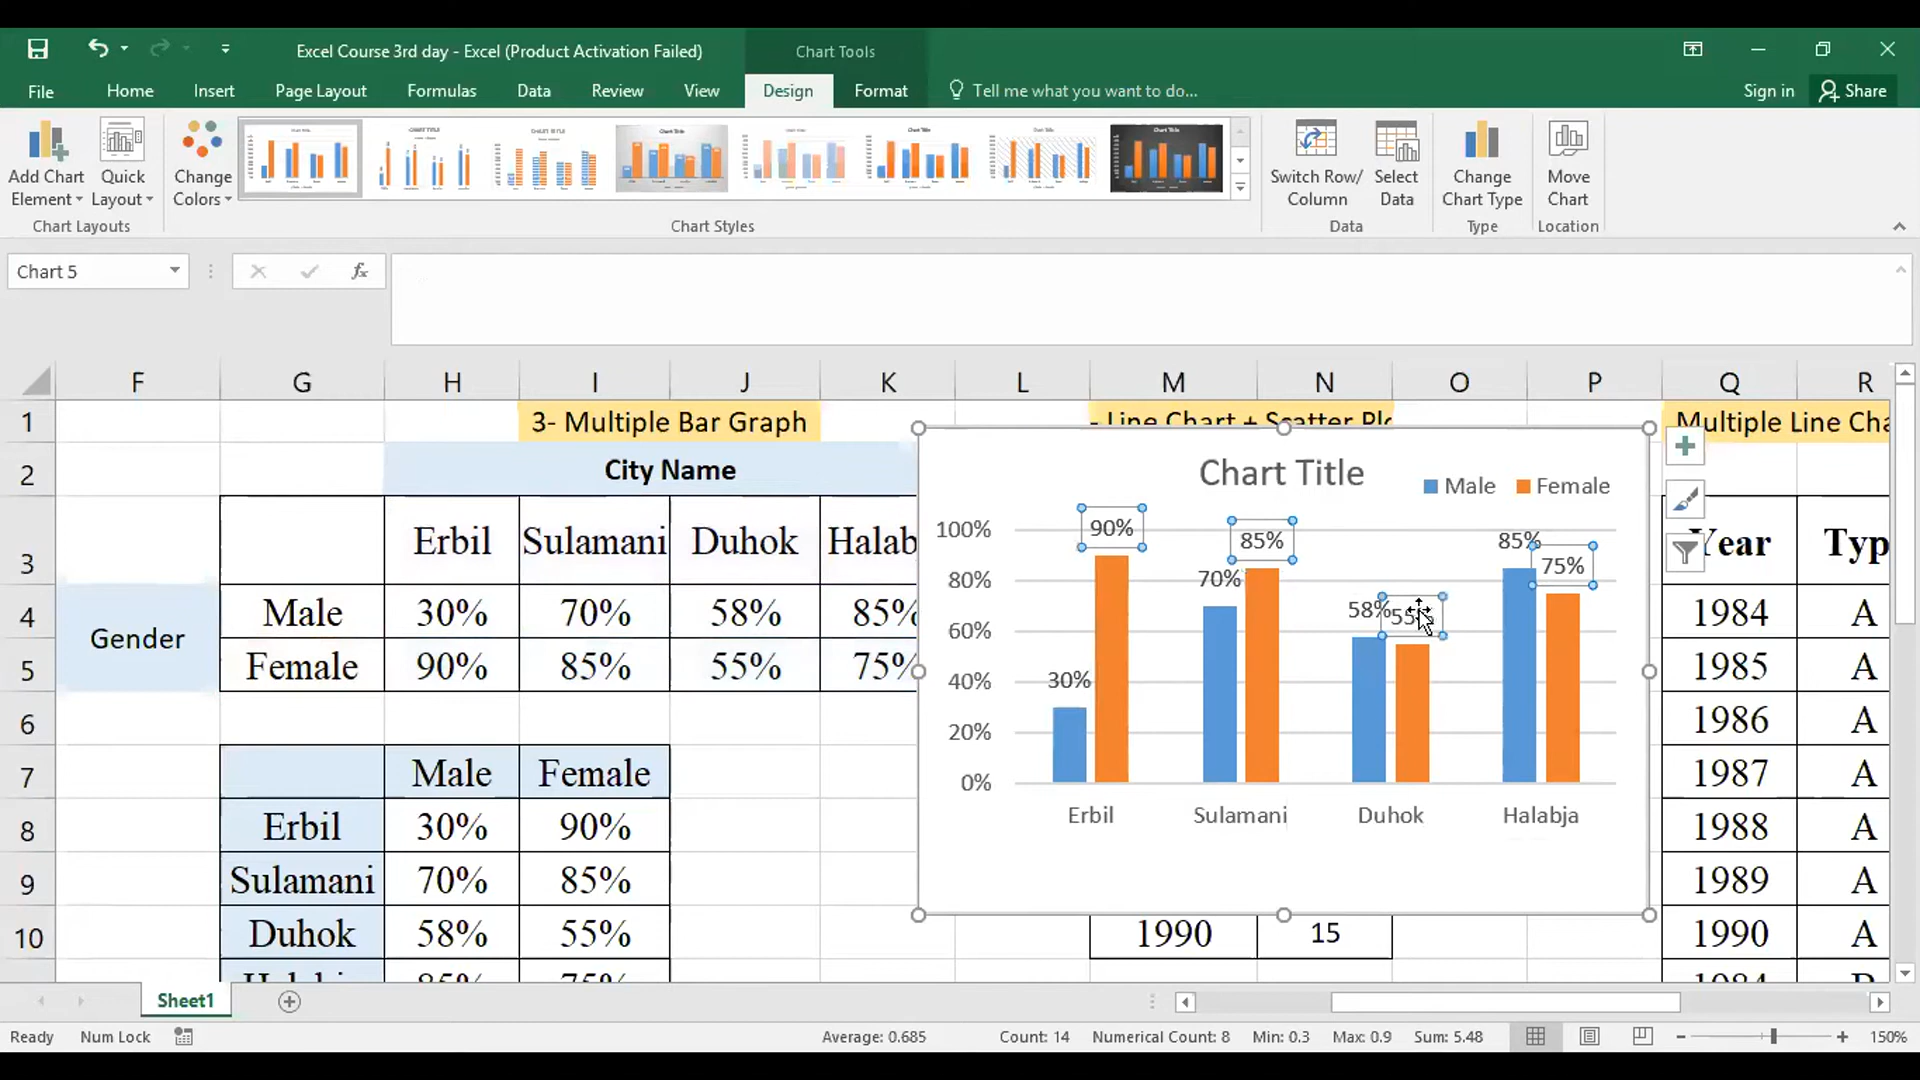 Excel Course 3rd day - Excel (Product Activation Failed)
Chart Tools
File Home Insert Page Layout Formulas Data Review View Design Format Tell me what you want to do... Sign in Share
Add Chart Element
Quick Layout
Change Colors
Switch Row/ Column
Select Data
Change Chart Type
Move Chart
Chart Layouts Chart Styles Data Type Location
Chart 5
fx
F G H I J K L M N O P Q R
1 3- Multiple Bar Graph - Line Chart + Scatter Plo Multiple Line Cha
2 City Name
3 Erbil Sulamani Duhok Halab Year Typ
4 Male 30% 70% 58% 85% 1984 A
Gender
5 Female 90% 85% 55% 75% 1985 A
6 1986 A
7 Male Female 1987 A
8 Erbil 30% 90% 1988 A
9 Sulamani 70% 85% 1989 A
10 Duhok 58% 55% 1990 15 1990 A
Chart Title
Male Female
100%
80%
60%
40%
20%
0%
30% 90% 70% 85% 58% 85% 75%
Erbil Sulamani Duhok Halabja
Sheet1
Ready Num Lock Average: 0.685 Count: 14 Numerical Count: 8 Min: 0.3 Max: 0.9 Sum: 5.48 150%